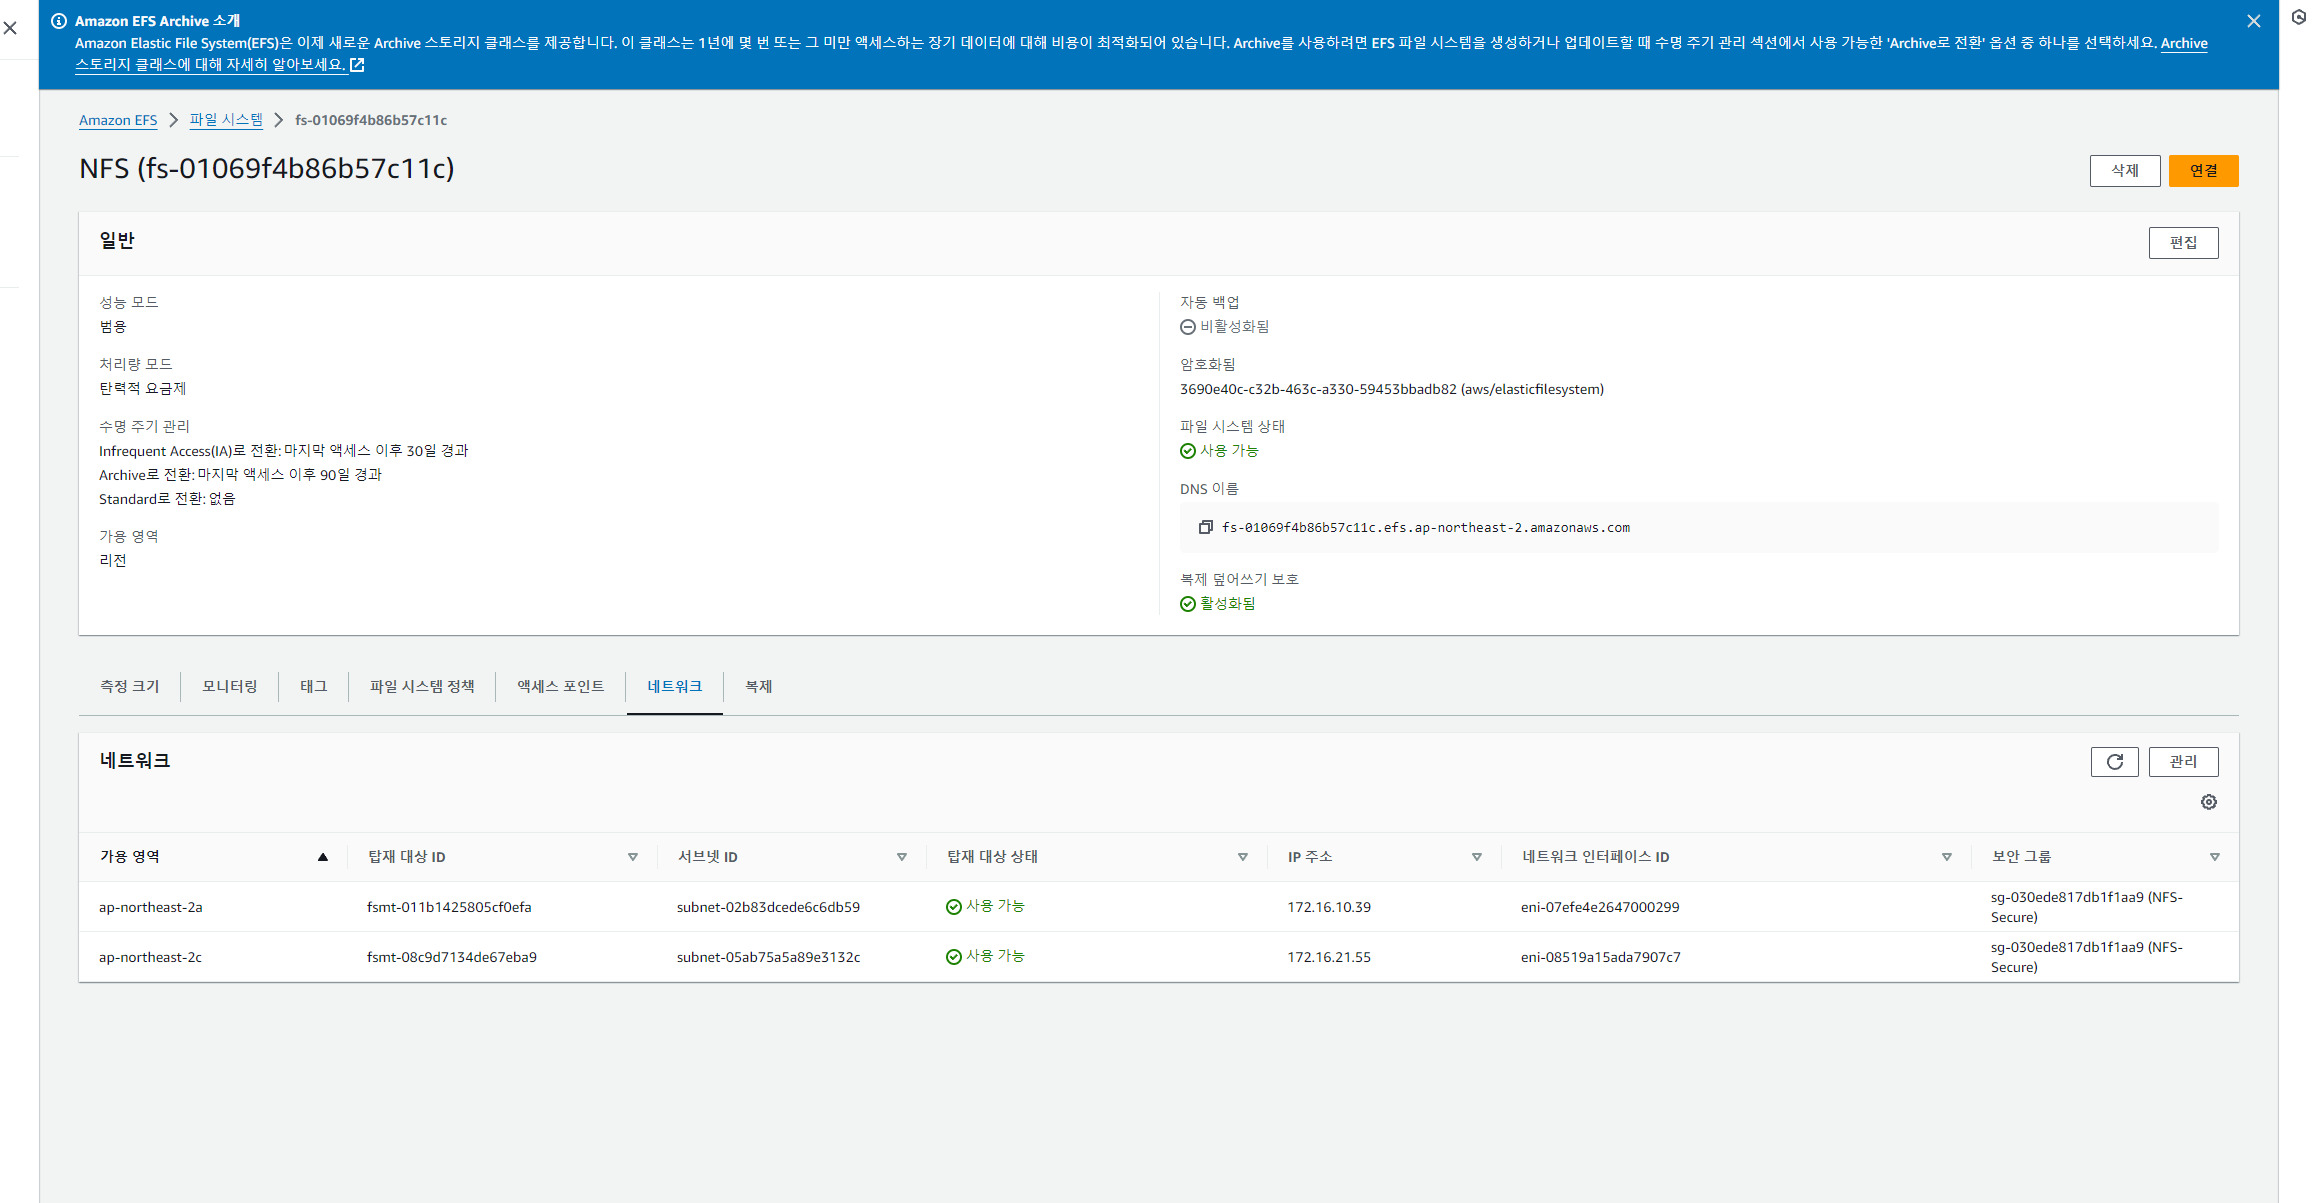 Amazon EFS Archive 소개
Amazon Elastic File System(EFS)은 이제 새로운 Archive 스토리지 클래스를 제공합니다. 이 클래스는 1년에 몇 번 또는 그 미만 액세스하는 장기 데이터에 대해 비용이 최적화되어 있습니다. Archive를 사용하려면 EFS 파일 시스템을 생성하거나 업데이트할 때 수명 주기 관리 섹션에서 사용 가능한 'Archive로 전환' 옵션 중 하나를 선택하세요. Archive
스토리지 클래스에 대해 자세히 알아보세요.
Amazon EFS 파일 시스템 fs-01069f4b86b57c11c
NFS (fs-01069f4b86b57c11c)
삭제 연결
일반
편집
성능 모드
범용
처리량 모드
탄력적 요금제
수명 주기 관리
Infrequent Access(IA)로 전환: 마지막 액세스 이후 30일 경과
Archive로 전환: 마지막 액세스 이후 90일 경과
Standard로 전환: 없음
가용 영역
리전
자동 백업
비활성화됨
암호화됨
3690e40c-c32b-463c-a330-59453bbadb82 (aws/elasticfilesystem)
파일 시스템 상태
사용 가능
DNS 이름
fs-01069f4b86b57c11c.efs.ap-northeast-2.amazonaws.com
복제 덮어쓰기 보호
활성화됨
측정 크기 모니터링 태그 파일 시스템 정책 액세스 포인트 네트워크 복제
네트워크
관리
가용 영역 탑재 대상 ID 서브넷 ID 탑재 대상 상태 IP 주소 네트워크 인터페이스 ID 보안 그룹
ap-northeast-2a fsmt-011b1425805cf0efa subnet-02b83dcede6c6db59 사용 가능 172.16.10.39 eni-07efe4e2647000299 sg-030ede817db1f1aa9 (NFS-
Secure)
ap-northeast-2c fsmt-08c9d7134de67eba9 subnet-05ab75a5a89e3132c 사용 가능 172.16.21.55 eni-08519a15ada7907c7 sg-030ede817db1f1aa9 (NFS-
Secure)